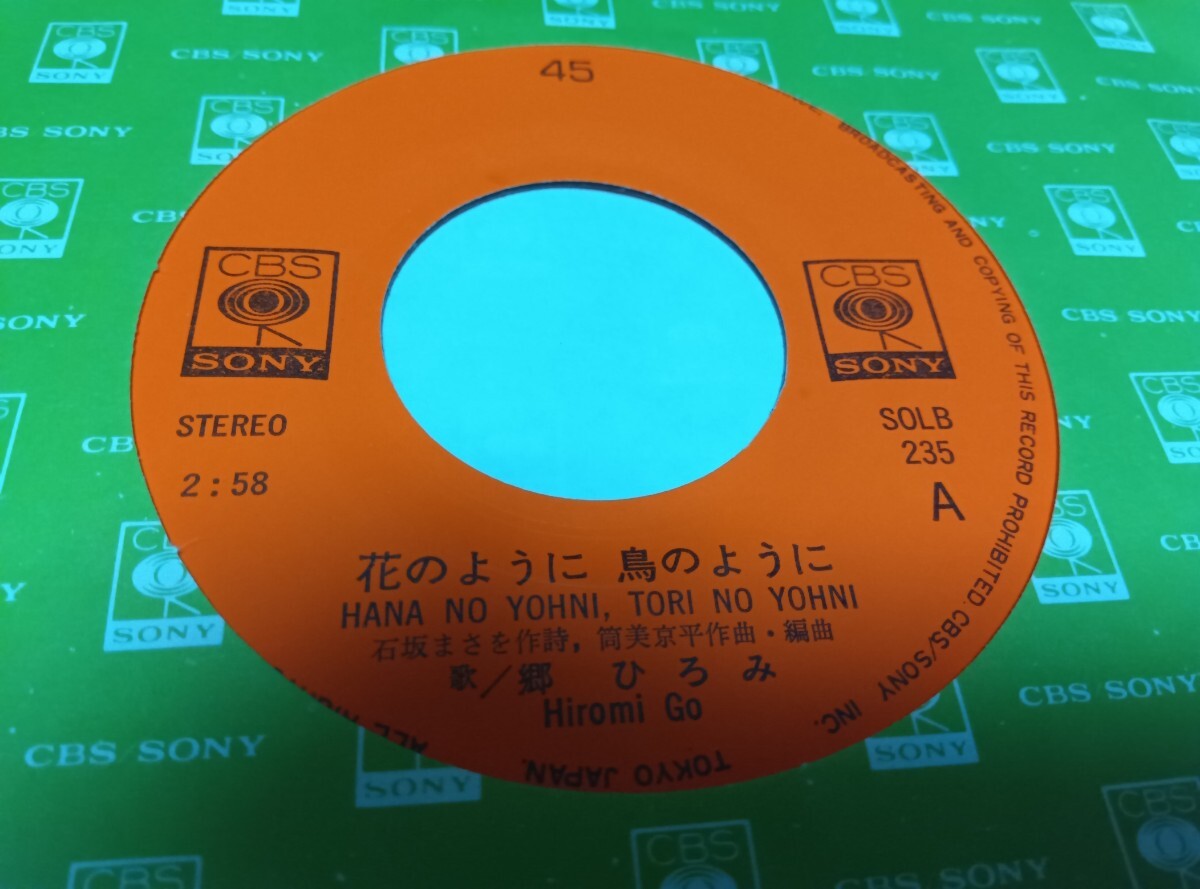 45
CBS
SONY
CBS
SONY
STEREO
2:58
SOLB
235
A
花のように 鳥のように
HANA NO YOHNI, TORI NO YOHNI
石坂まさを作詩，筒美京平作曲・編曲
歌／郷 ひろみ
Hiromi Go
BROADCASTING AND COPYING OF THIS RECORD PROHIBITED. CBS/SONY INC. TOKYO JAPAN.
CBS/SONY